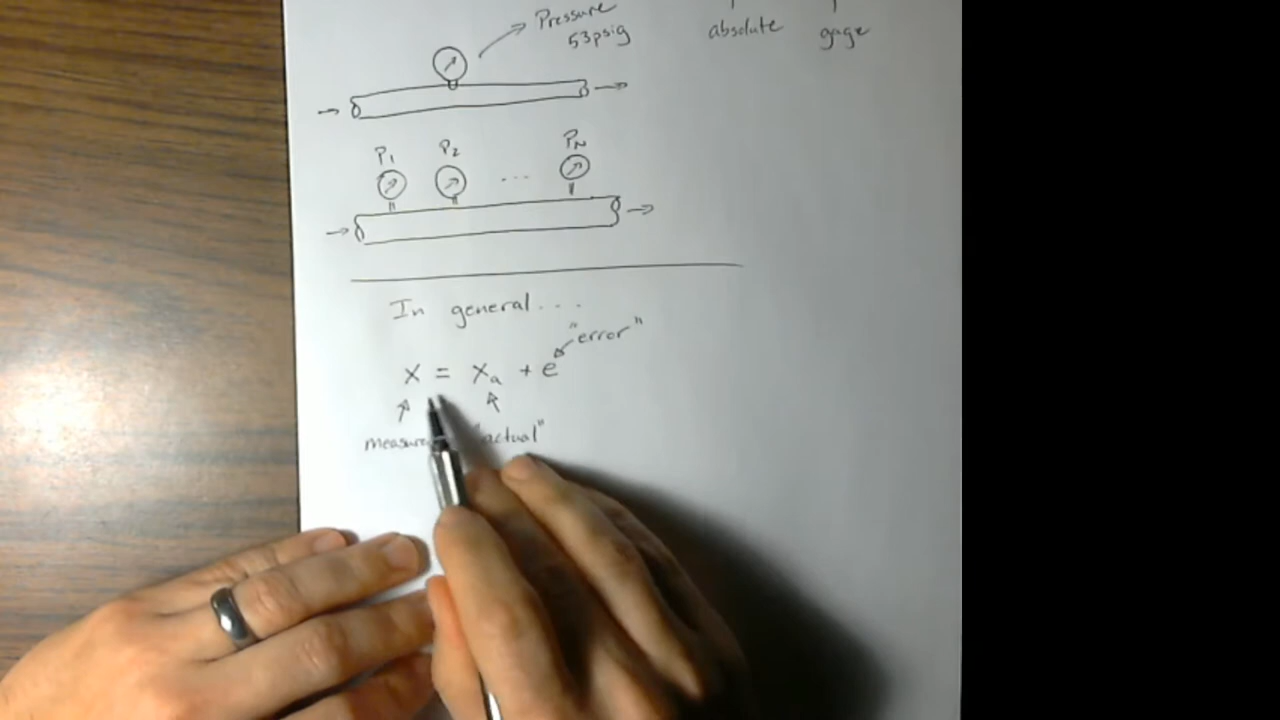 Pressure
53psig
absolute gage
P1 P2 ... PN
In general....
"error"
x = xa + e
"actual"